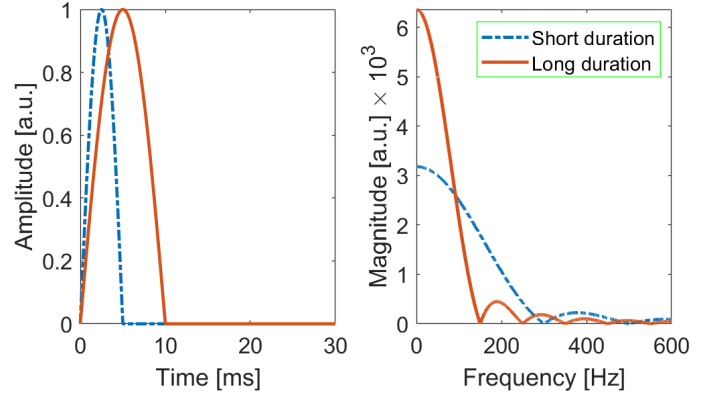 Amplitude [a.u.]
1
0.8
0.6
0.4
0.2
0
0 10 20 30
Time [ms]
Magnitude [a.u.] × 10³
6
5
4
3
2
1
0
0 200 400 600
Frequency [Hz]
Short duration
Long duration